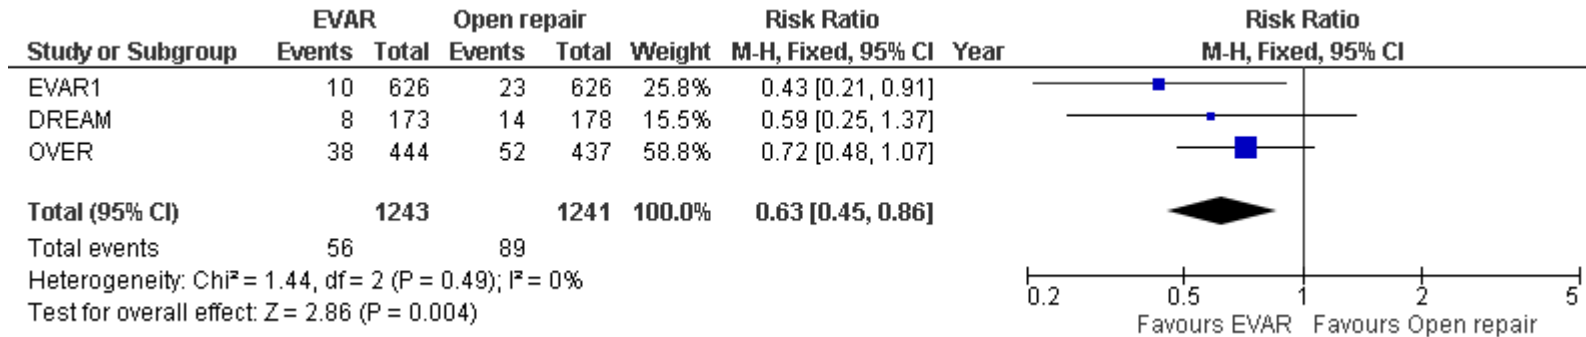 EVAR Open repair Risk Ratio Risk Ratio
Study or Subgroup Events Total Events Total Weight M-H, Fixed, 95% CI Year M-H, Fixed, 95% CI
EVAR1 10 626 23 626 25.8% 0.43 [0.21, 0.91]
DREAM 8 173 14 178 15.5% 0.59 [0.25, 1.37]
OVER 38 444 52 437 58.8% 0.72 [0.48, 1.07]
Total (95% CI) 1243 1241 100.0% 0.63 [0.45, 0.86]
Total events 56 89
Heterogeneity: Chi² = 1.44, df = 2 (P = 0.49); I² = 0%
Test for overall effect: Z = 2.86 (P = 0.004)
0.2 0.5 1 2 5
Favours EVAR Favours Open repair